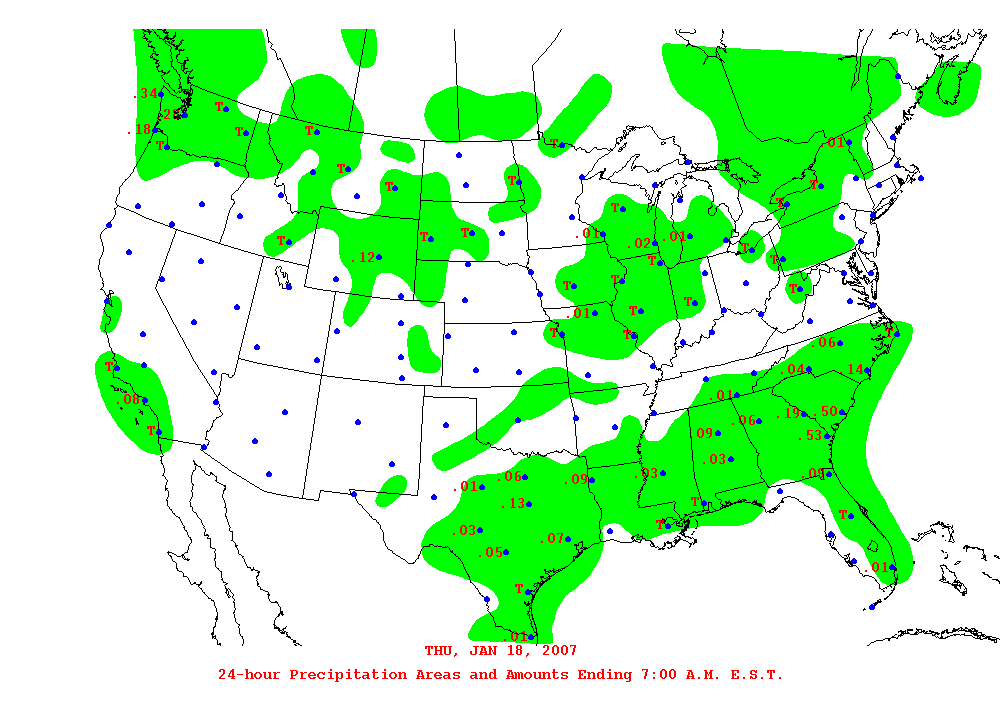 .34
T
.2
.18
T
T
T
T
.01
T
T
T
T
T
T
T
T
T
.01
.02
.01
T
T
.12
T
T
T
T
T
.01
T
T
T
T
.06
T
.04
.14
.08
.01
T
.06
.19
.50
.09
.53
.03
.03
.06
.01
.09
.09
.13
T
T
T
.03
.07
.05
.01
T
.01
THU, JAN 18, 2007
24-hour Precipitation Areas and Amounts Ending 7:00 A.M. E.S.T.